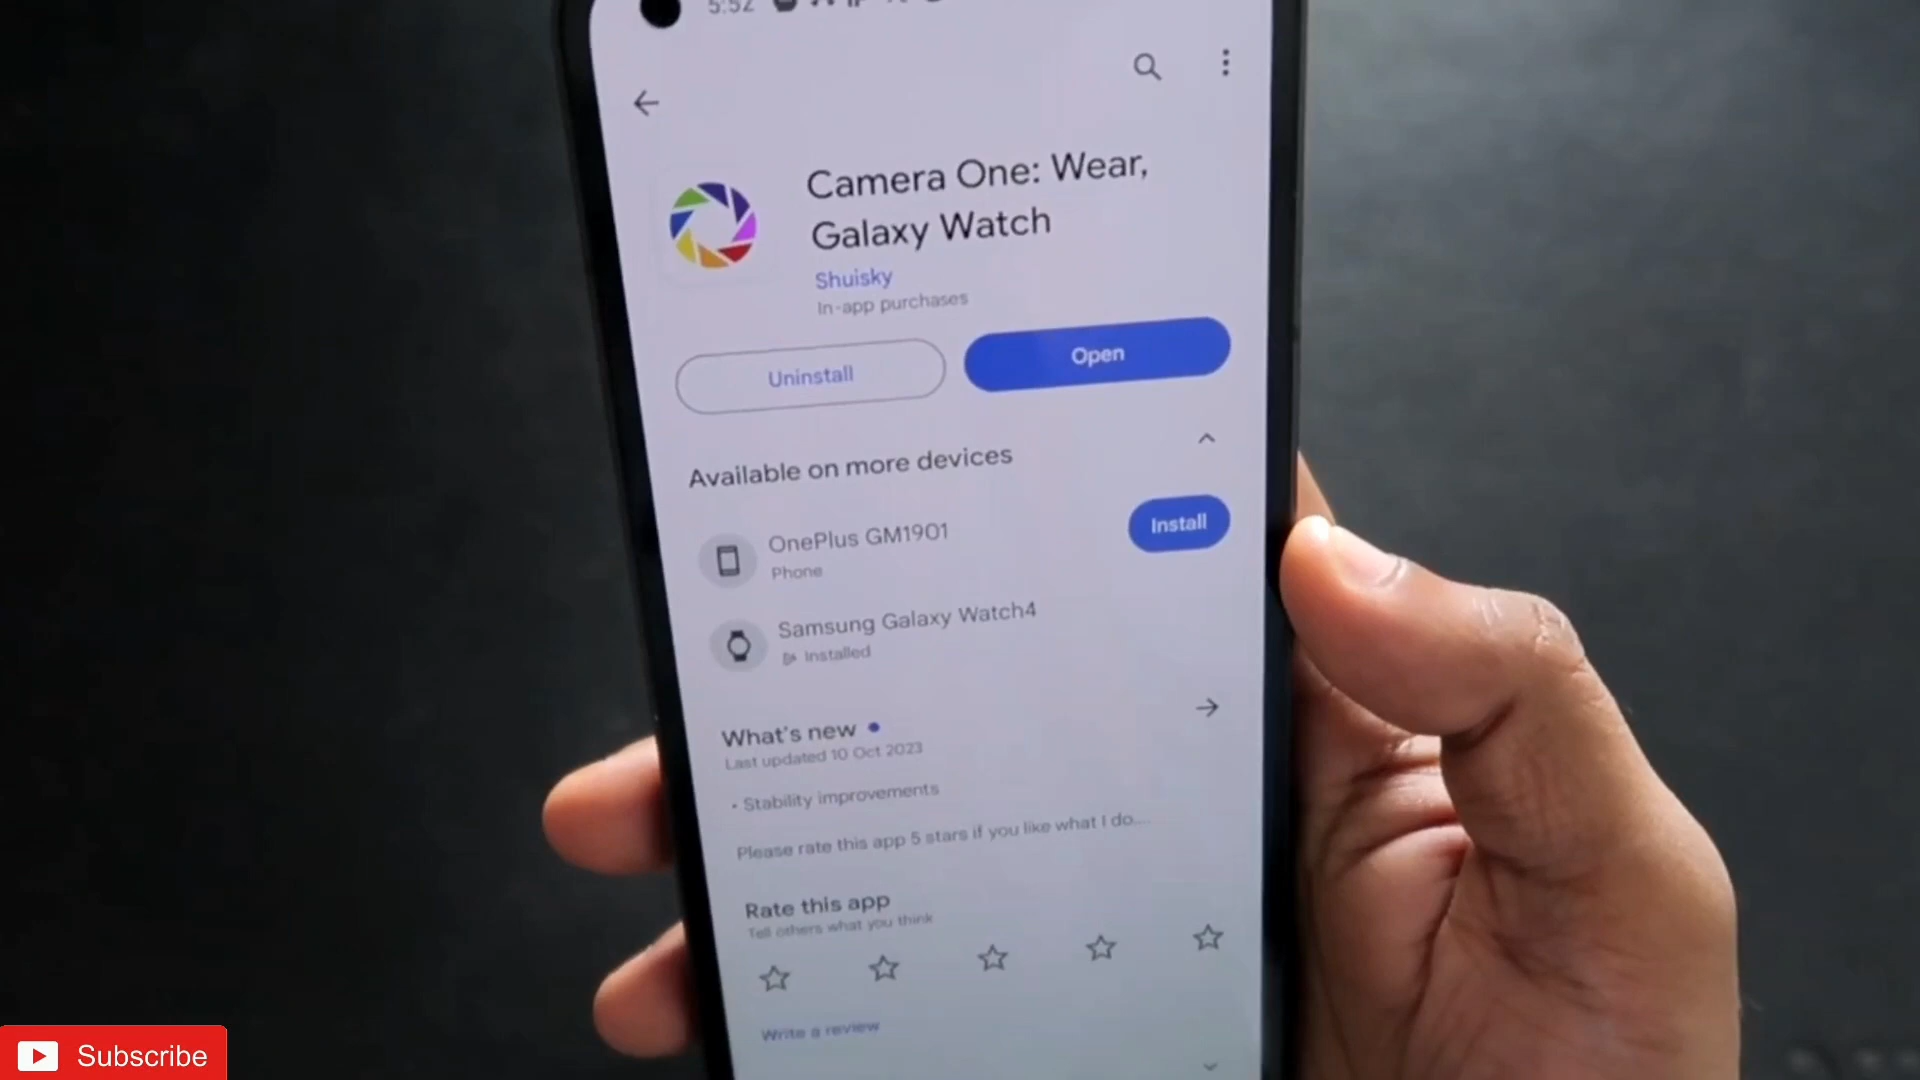 5:52
Camera One: Wear,
Galaxy Watch
Shuisky
In-app purchases
Uninstall
Open
Available on more devices
OnePlus GM1901
Phone
Install
Samsung Galaxy Watch4
Installed
What's new
Last updated 10 Oct 2023
• Stability improvements
Please rate this app 5 stars if you like what I do....
Rate this app
Tell others what you think
Write a review
Subscribe